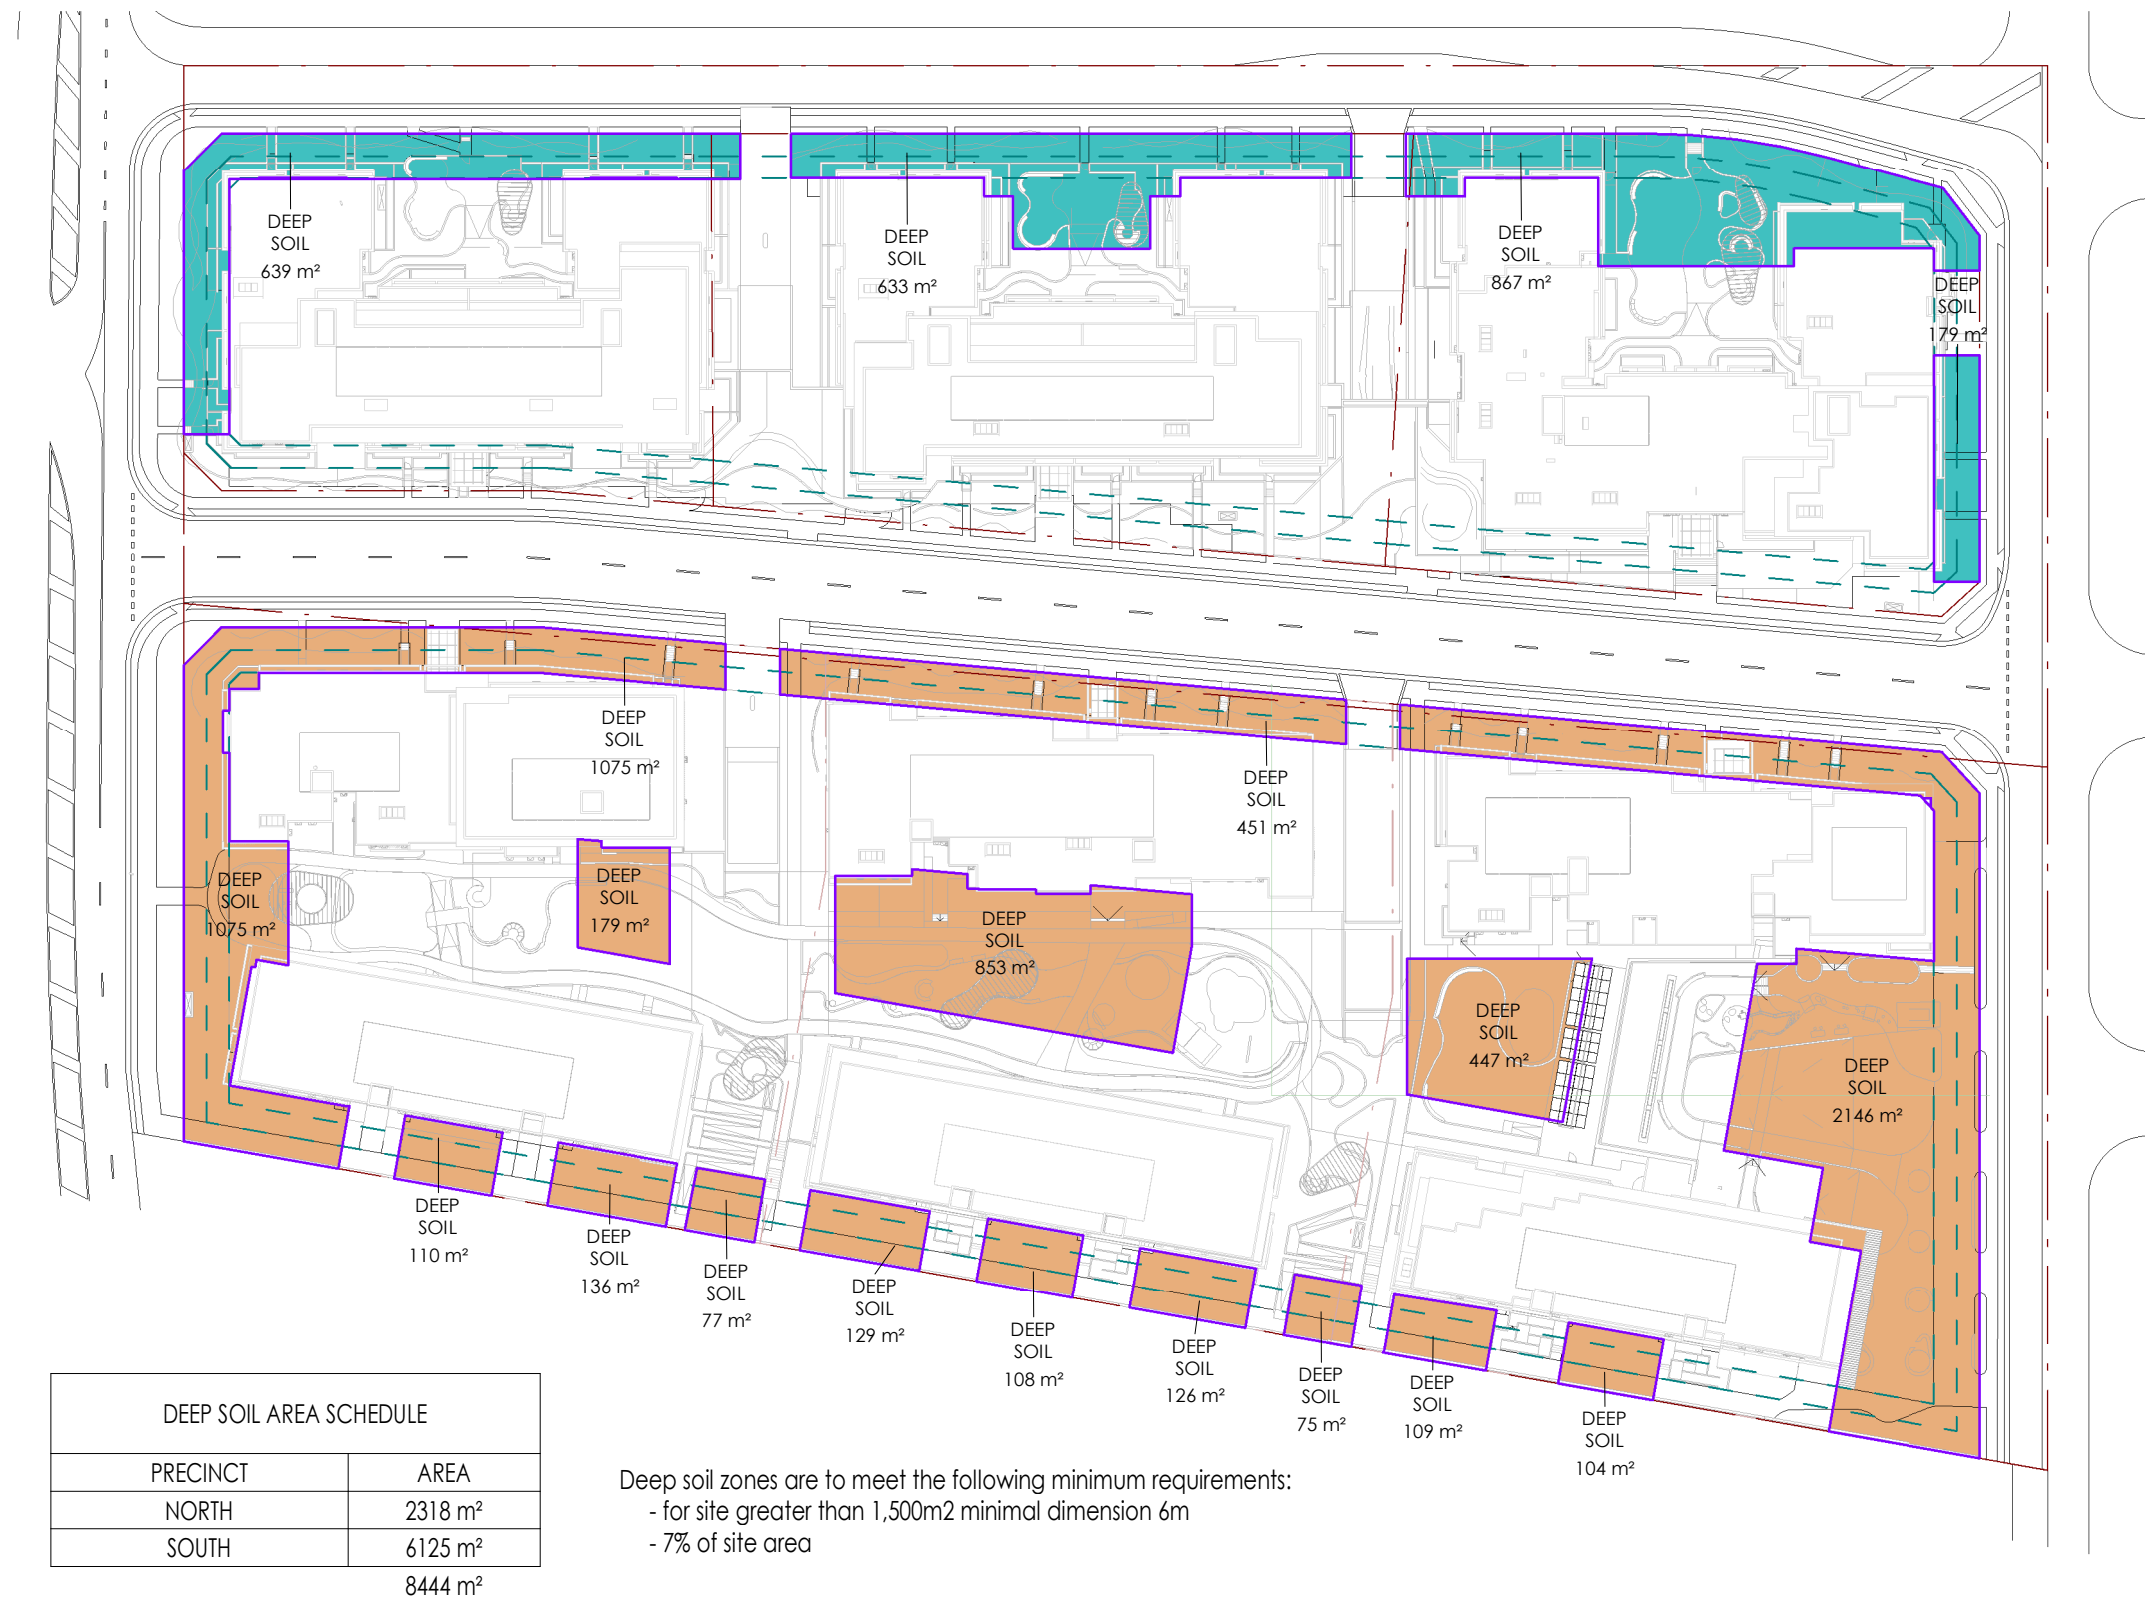 DEEP
SOIL
639 m²
DEEP
SOIL
633 m²
DEEP
SOIL
867 m²
DEEP
SOIL
179 m²
DEEP
SOIL
1075 m²
DEEP
SOIL
451 m²
DEEP
SOIL
1075 m²
DEEP
SOIL
179 m²
DEEP
SOIL
853 m²
DEEP
SOIL
447 m²
DEEP
SOIL
2146 m²
DEEP
SOIL
110 m²
DEEP
SOIL
136 m²
DEEP
SOIL
77 m²
DEEP
SOIL
129 m²
DEEP
SOIL
108 m²
DEEP
SOIL
126 m²
DEEP
SOIL
75 m²
DEEP
SOIL
109 m²
DEEP
SOIL
104 m²
DEEP SOIL AREA SCHEDULE
PRECINCT AREA
NORTH 2318 m²
SOUTH 6125 m²
8444 m²
Deep soil zones are to meet the following minimum requirements:
- for site greater than 1,500m2 minimal dimension 6m
- 7% of site area